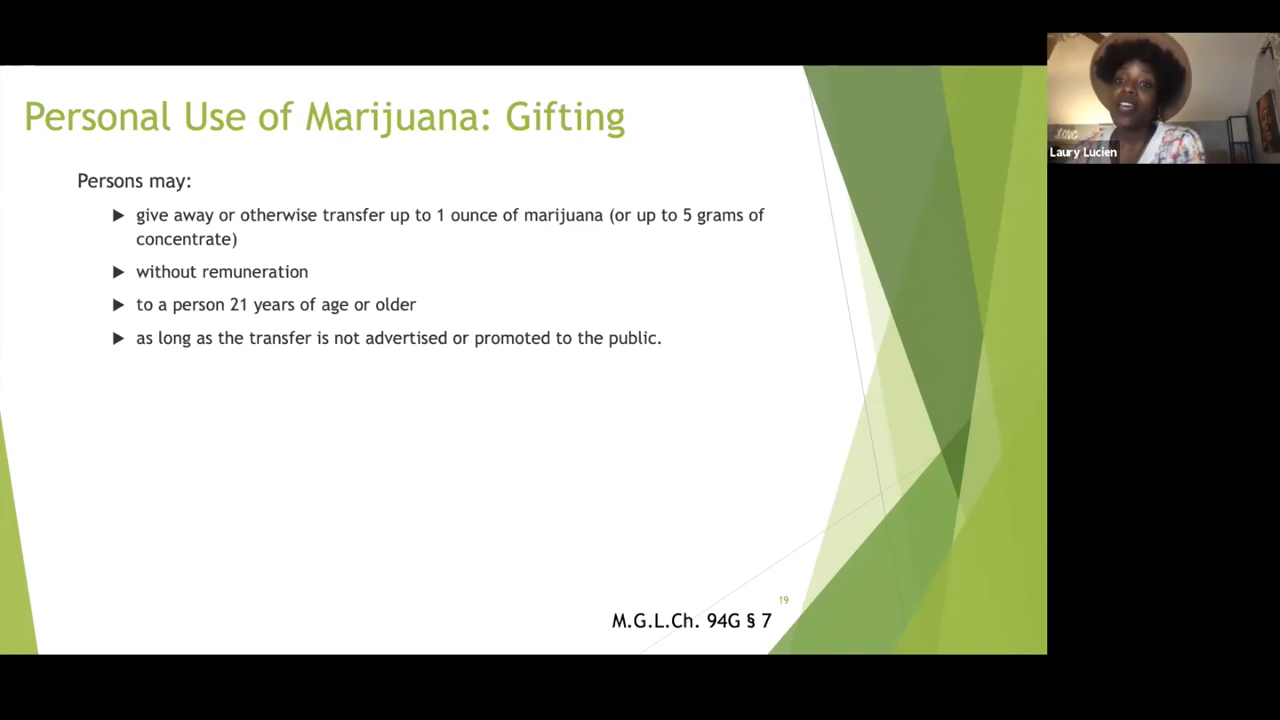 Personal Use of Marijuana: Gifting
Persons may:
give away or otherwise transfer up to 1 ounce of marijuana (or up to 5 grams of
concentrate)
without remuneration
to a person 21 years of age or older
as long as the transfer is not advertised or promoted to the public.
19
M.G.L.Ch. 94G § 7
LOVE
Laury Lucien